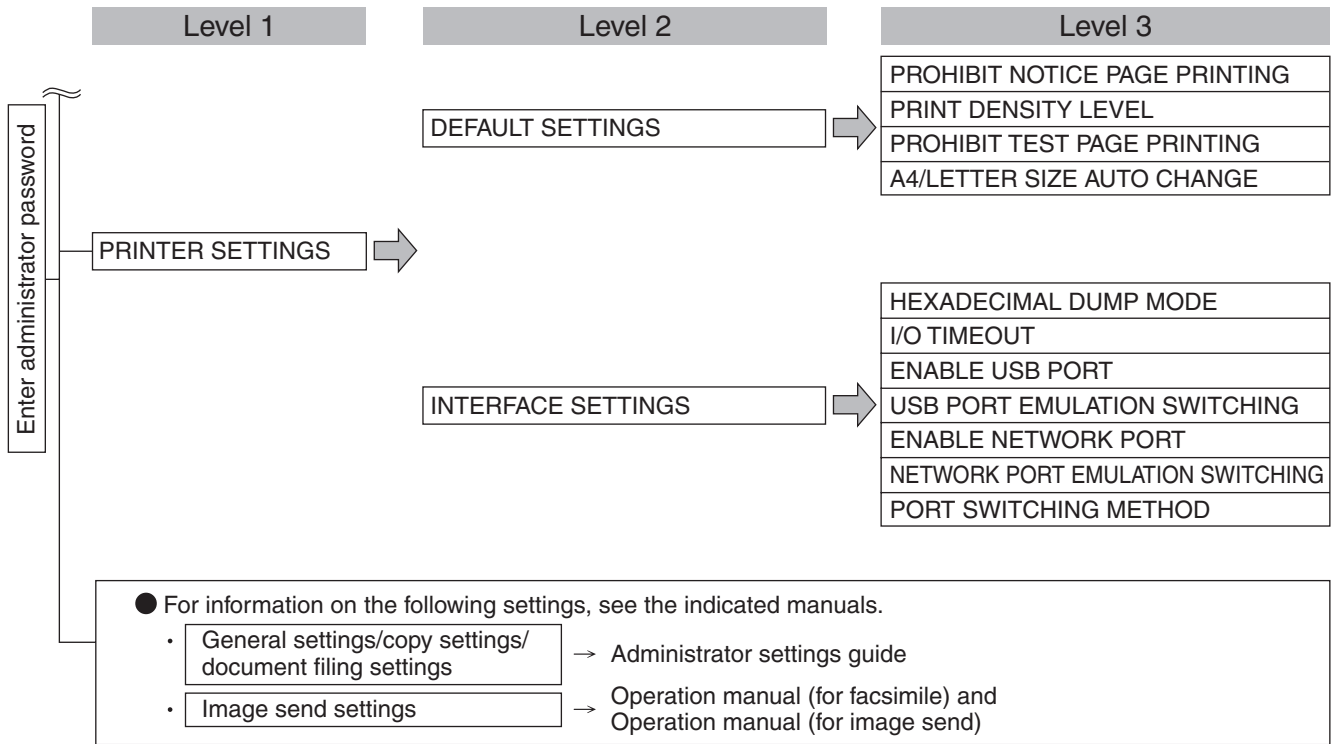 Level 1
Level 2
Level 3
Enter administrator password
PRINTER SETTINGS
DEFAULT SETTINGS
PROHIBIT NOTICE PAGE PRINTING
PRINT DENSITY LEVEL
PROHIBIT TEST PAGE PRINTING
A4/LETTER SIZE AUTO CHANGE
INTERFACE SETTINGS
HEXADECIMAL DUMP MODE
I/O TIMEOUT
ENABLE USB PORT
USB PORT EMULATION SWITCHING
ENABLE NETWORK PORT
NETWORK PORT EMULATION SWITCHING
PORT SWITCHING METHOD
● For information on the following settings, see the indicated manuals.
· General settings/copy settings/
document filing settings
→ Administrator settings guide
· Image send settings
→ Operation manual (for facsimile) and
Operation manual (for image send)